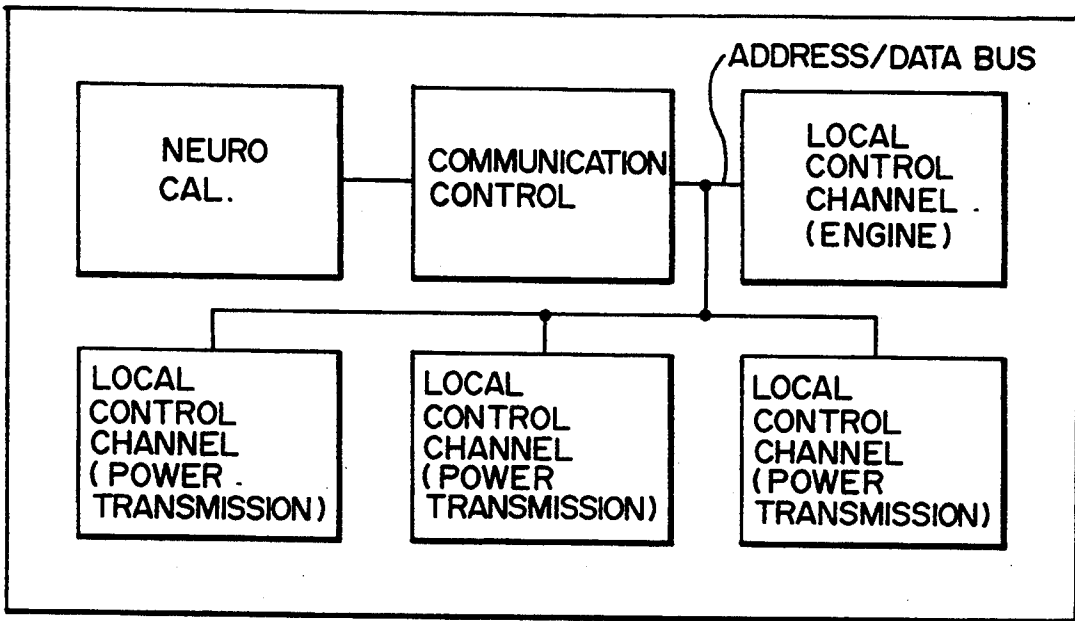 ADDRESS/DATA BUS
NEURO
CAL.
COMMUNICATION
CONTROL
LOCAL
CONTROL
CHANNEL
(ENGINE)
LOCAL
CONTROL
CHANNEL
(POWER
TRANSMISSION)
LOCAL
CONTROL
CHANNEL
(POWER
TRANSMISSION)
LOCAL
CONTROL
CHANNEL
(POWER
TRANSMISSION)